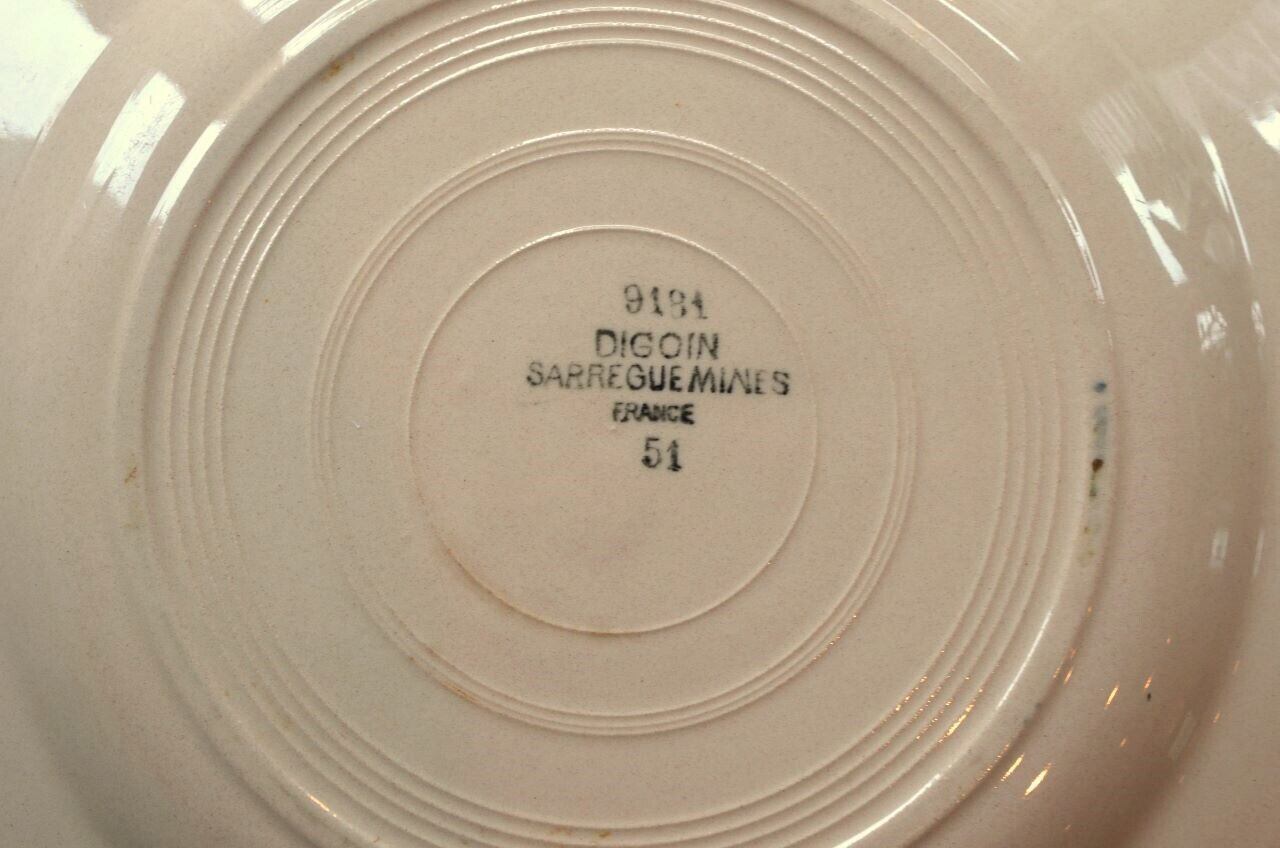 9181
DIGOIN
SARREGUEMINES
FRANCE
51